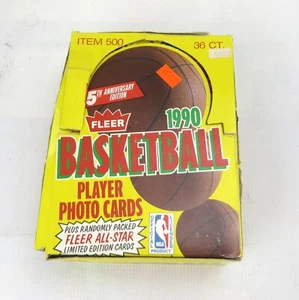 ITEM 500 36 CT.
5TH ANNIVERSARY
EDITION
FLEER
1990
BASKETBALL
PLAYER
PHOTO CARDS
PLUS RANDOMLY PACKED
FLEER ALL-STAR
LIMITED EDITION CARDS
NBA